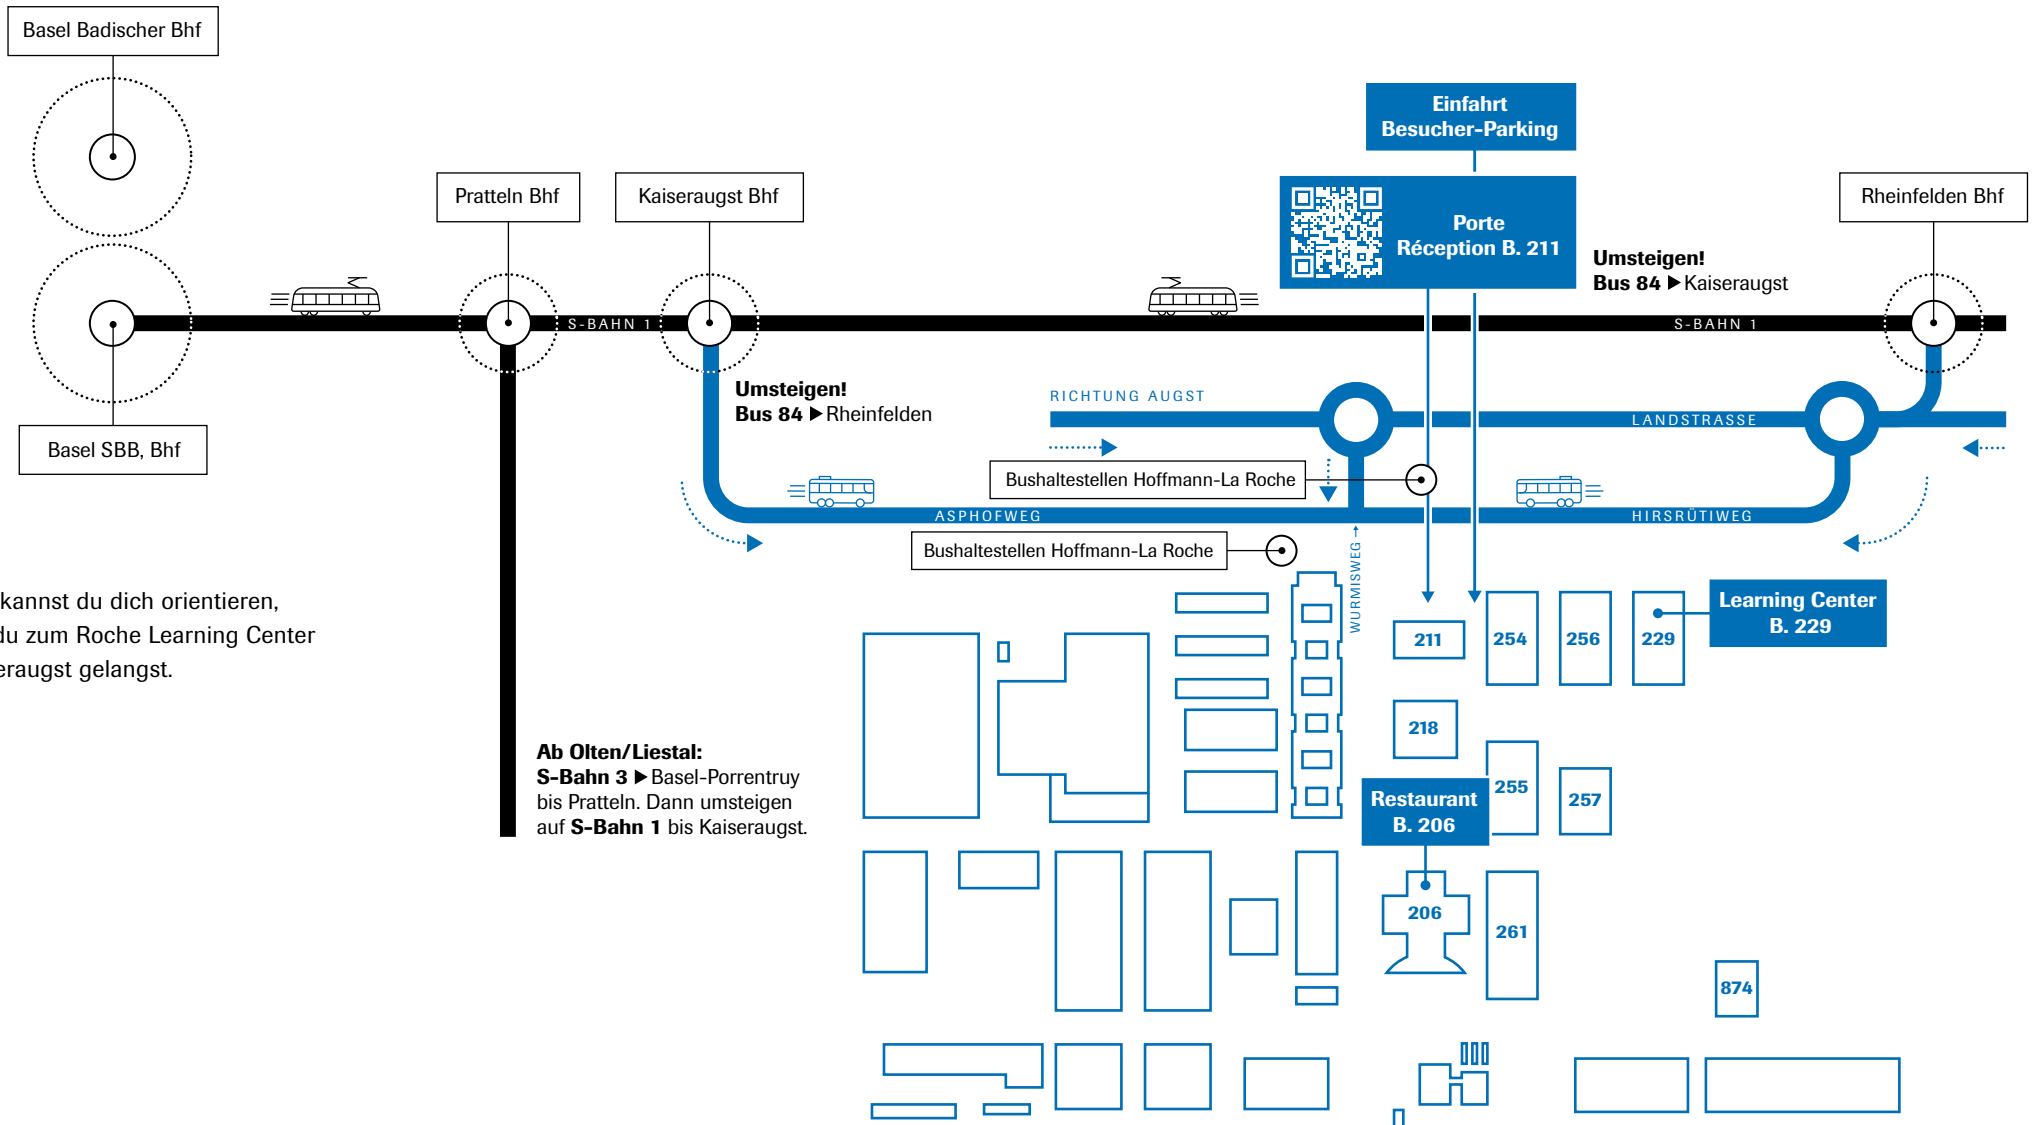 Basel Badischer Bhf
Einfahrt
Besucher-Parking
Pratteln Bhf
Kaiseraugst Bhf
Rheinfelden Bhf
Porte
Réception B. 211
Umsteigen!
Bus 84 ▶ Kaiseraugst
S-BAHN 1
S-BAHN 1
Umsteigen!
Bus 84 ▶ Rheinfelden
RICHTUNG AUGST
LANDSTRASSE
Basel SBB, Bhf
Bushaltestellen Hoffmann-La Roche
ASPHOFWEG
HIRSRÜTIWEG
Bushaltestellen Hoffmann-La Roche
WURMISWEG →
kannst du dich orientieren,
du zum Roche Learning Center
eraugst gelangst.
Learning Center
B. 229
211
254
256
229
218
Ab Olten/Liestal:
S-Bahn 3 ▶ Basel-Porrentruy
bis Pratteln. Dann umsteigen
auf S-Bahn 1 bis Kaiseraugst.
Restaurant
B. 206
255
257
206
261
874